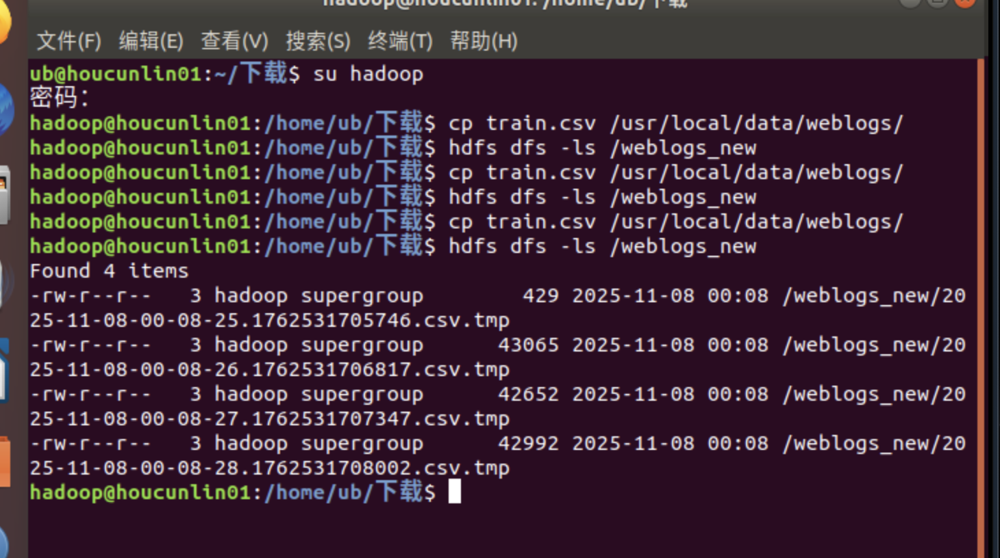 hadoop@houcunlin01: /home/ub/下载
文件(F) 编辑(E) 查看(V) 搜索(S) 终端(T) 帮助(H)
ub@houcunlin01:~/下载$ su hadoop
密码：
hadoop@houcunlin01:/home/ub/下载$ cp train.csv /usr/local/data/weblogs/
hadoop@houcunlin01:/home/ub/下载$ hdfs dfs -ls /weblogs_new
hadoop@houcunlin01:/home/ub/下载$ cp train.csv /usr/local/data/weblogs/
hadoop@houcunlin01:/home/ub/下载$ hdfs dfs -ls /weblogs_new
hadoop@houcunlin01:/home/ub/下载$ cp train.csv /usr/local/data/weblogs/
hadoop@houcunlin01:/home/ub/下载$ hdfs dfs -ls /weblogs_new
Found 4 items
-rw-r--r--   3 hadoop supergroup        429 2025-11-08 00:08 /weblogs_new/20
25-11-08-00-08-25.1762531705746.csv.tmp
-rw-r--r--   3 hadoop supergroup      43065 2025-11-08 00:08 /weblogs_new/20
25-11-08-00-08-26.1762531706817.csv.tmp
-rw-r--r--   3 hadoop supergroup      42652 2025-11-08 00:08 /weblogs_new/20
25-11-08-00-08-27.1762531707347.csv.tmp
-rw-r--r--   3 hadoop supergroup      42992 2025-11-08 00:08 /weblogs_new/20
25-11-08-00-08-28.1762531708002.csv.tmp
hadoop@houcunlin01:/home/ub/下载$